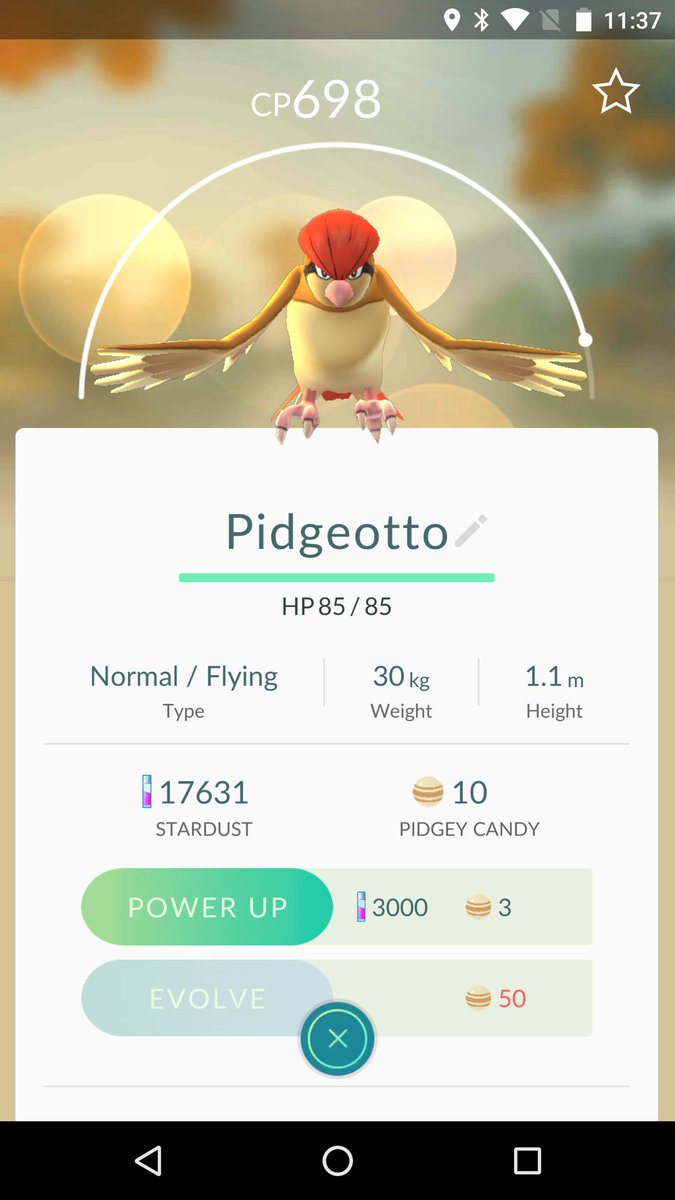 11:37
CP698
Pidgeotto
HP 85 / 85
Normal / Flying 30 kg 1.1 m
Type Weight Height
17631 10
STARDUST PIDGEY CANDY
POWER UP 3000 3
EVOLVE 50